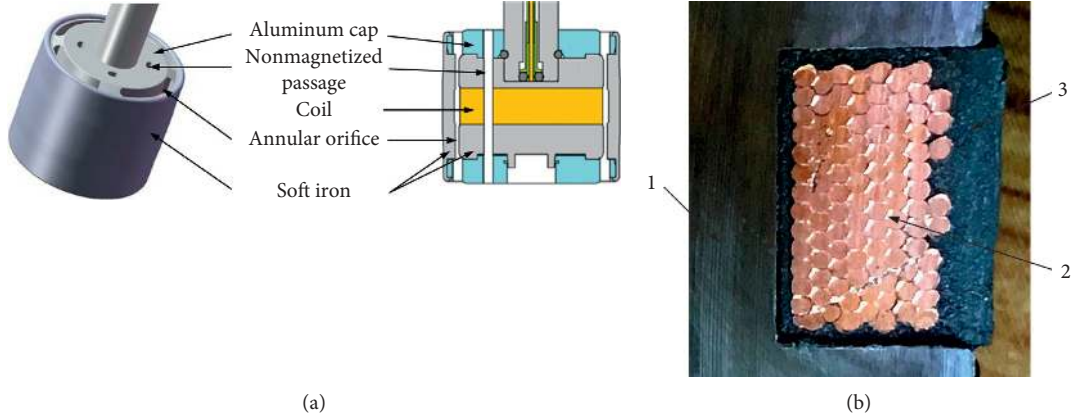 Aluminum cap
Nonmagnetized
passage
Coil
Annular orifice
Soft iron
(a)
1
3
2
(b)